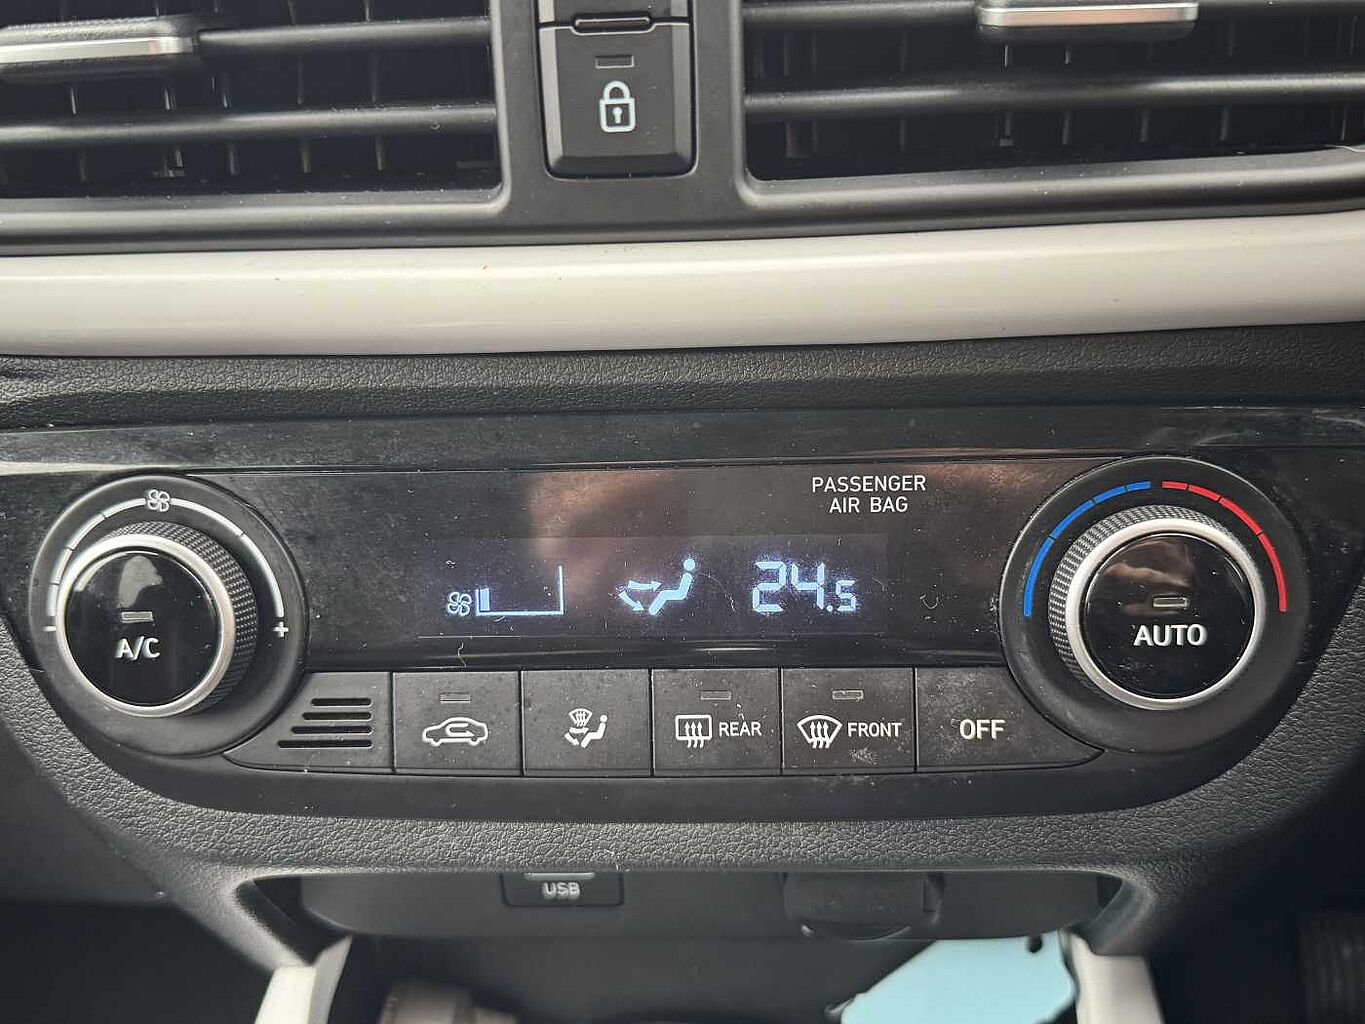 PASSENGER
AIR BAG
24.5
- +
A/C
AUTO
REAR
FRONT
OFF
USB